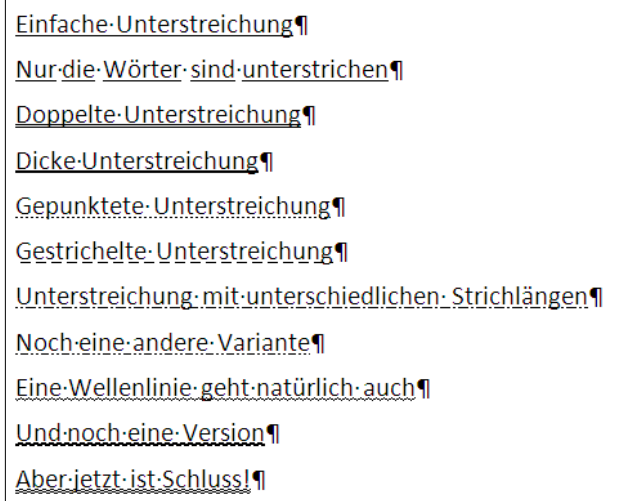 Einfache Unterstreichung¶
Nur die Wörter sind unterstrichen¶
Doppelte Unterstreichung¶
Dicke Unterstreichung¶
Gepunktete Unterstreichung¶
Gestrichelte Unterstreichung¶
Unterstreichung mit unterschiedlichen Strichlängen¶
Noch eine andere Variante¶
Eine Wellenlinie geht natürlich auch¶
Und noch eine Version¶
Aber jetzt ist Schluss!¶